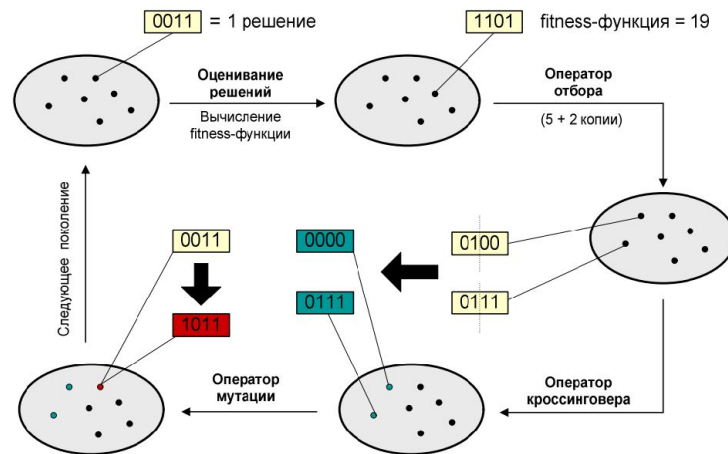 0011 = 1 решение
1101 fitness-функция = 19
Оценивание
решений
Вычисление
fitness-функции
Оператор
отбора
(5 + 2 копии)
Следующее поколение
0011
1011
0000
0111
0100
0111
Оператор
мутации
Оператор
кроссинговера